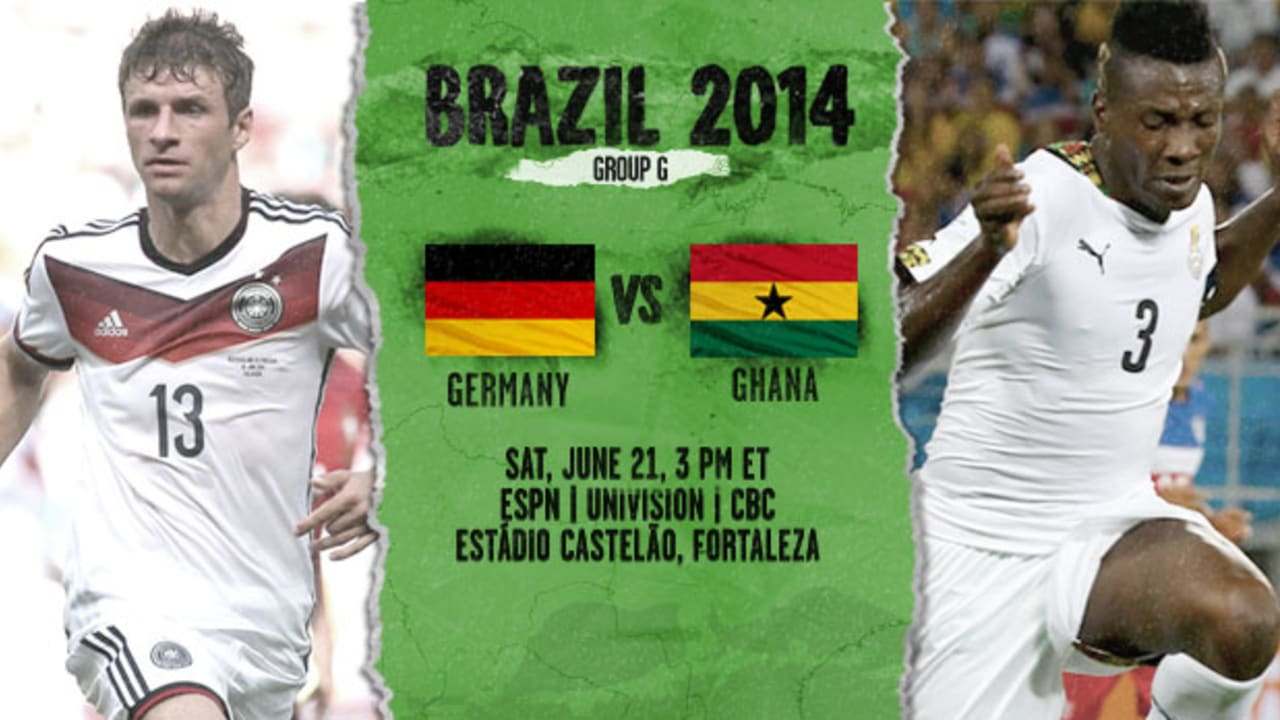 BRAZIL 2014
GROUP G
VS
GERMANY
GHANA
SAT, JUNE 21, 3 PM ET
ESPN | UNIVISION | CBC
ESTÁDIO CASTELÃO, FORTALEZA
adidas
13
3